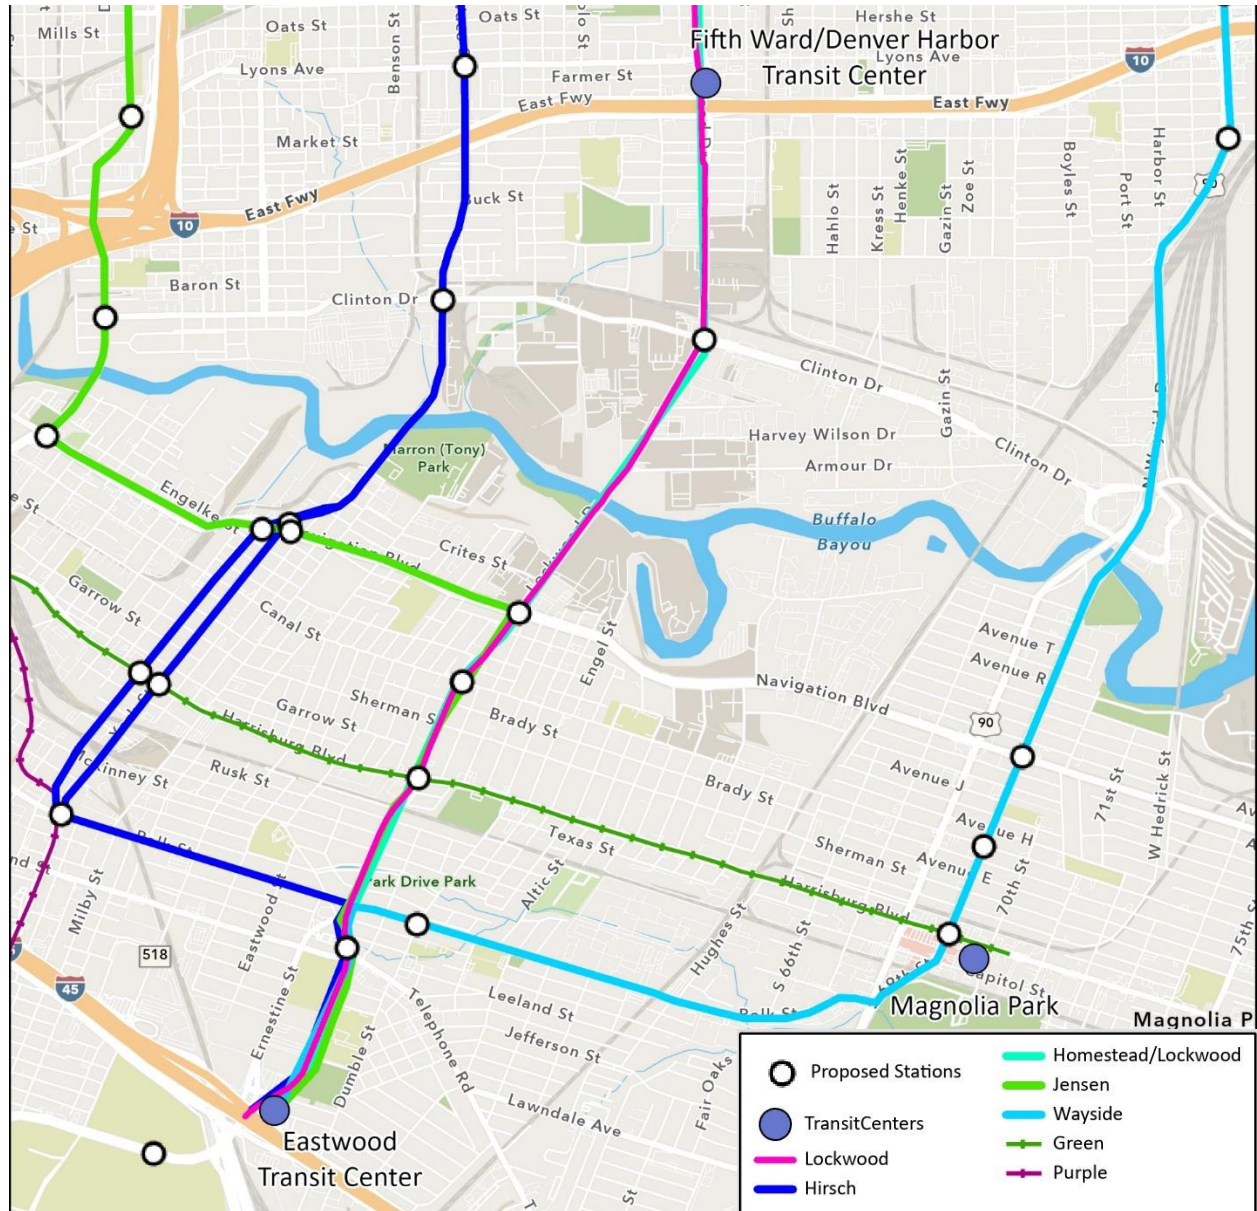 Mills St
Oats St
Benson St
Oats St
Hershe St
Fifth Ward/Denver Harbor
Transit Center
Lyons Ave
Lyons Ave
Farmer St
10
East Fwy
East Fwy
Market St
Henke St
Zoe St
Boyles St
Harbor St
Port St
Hahlo St
Kress St
Gazin St
East Fwy
10
Baron St
Clinton Dr
Clinton Dr
Gazin St
Harvey Wilson Dr
Armour Dr
Clinton Dr
Marron (Tony)
Park
Engelke St
Crites St
Buffalo
Bayou
Garrow St
Canal St
Engel St
Avenue T
Avenue R
Navigation Blvd
90
Garrow St
Sherman S
Brady St
Harrisburg Blvd
McKinney St
Rusk St
Avenue J
71st St
W Hedrick St
Brady St
Avenue H
Texas St
Sherman St
Avenue E
70th St
Harrisburg Blvd
ark Drive Park
Altic St
Eastwood St
Milby St
Hughes St
S 66th St
75th St
518
45
Capitol St
Magnolia Park
Magnolia P
Ernestine St
Leeland St
Polk St
Telephone Rd
Jefferson St
Dumble St
Lawndale Ave
Fair Oaks
Eastwood
Transit Center
St
Proposed Stations
TransitCenters
Lockwood
Hirsch
Homestead/Lockwood
Jensen
Wayside
Green
Purple